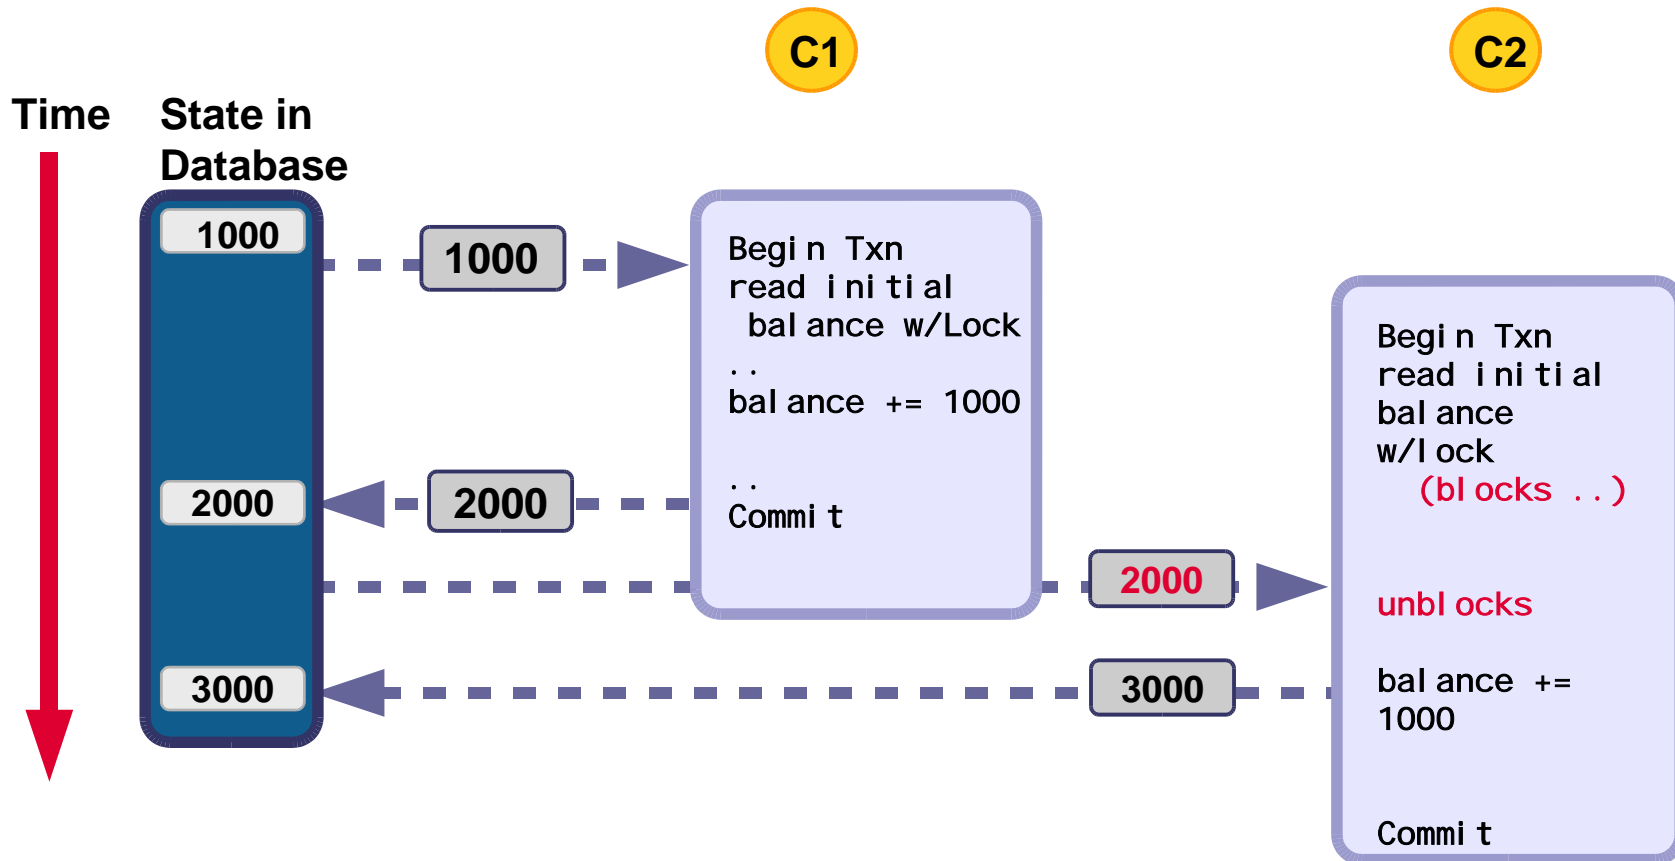 C1
C2
Time
State in
Database
1000
1000
Begin Txn
read initial
balance w/Lock
..
balance += 1000
..
Commit
2000
2000
Begin Txn
read initial
balance
w/lock
(blocks ..)
2000
unblocks
3000
3000
balance +=
1000
Commit